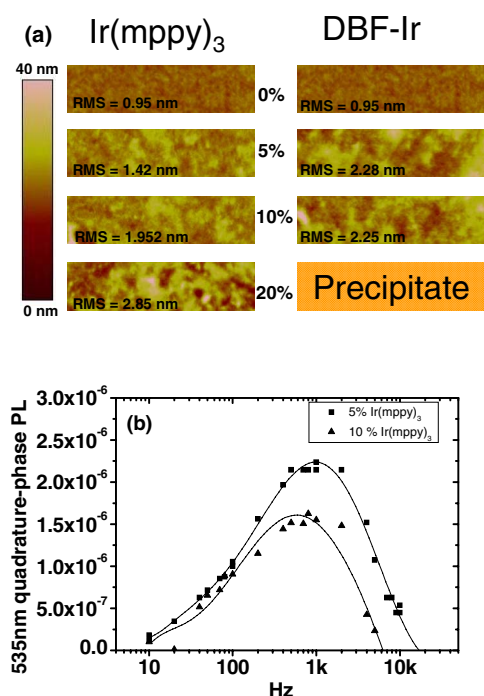 (a) Ir(mppy)3 DBF-Ir
40 nm
0 nm
RMS = 0.95 nm 0% RMS = 0.95 nm
RMS = 1.42 nm 5% RMS = 2.28 nm
RMS = 1.952 nm 10% RMS = 2.25 nm
RMS = 2.85 nm 20% Precipitate
(b)
535nm quadrature-phase PL
3.0x10-6
2.5x10-6
2.0x10-6
1.5x10-6
1.0x10-6
5.0x10-7
0.0
5% Ir(mppy)3
10 % Ir(mppy)3
10 100 1k 10k
Hz